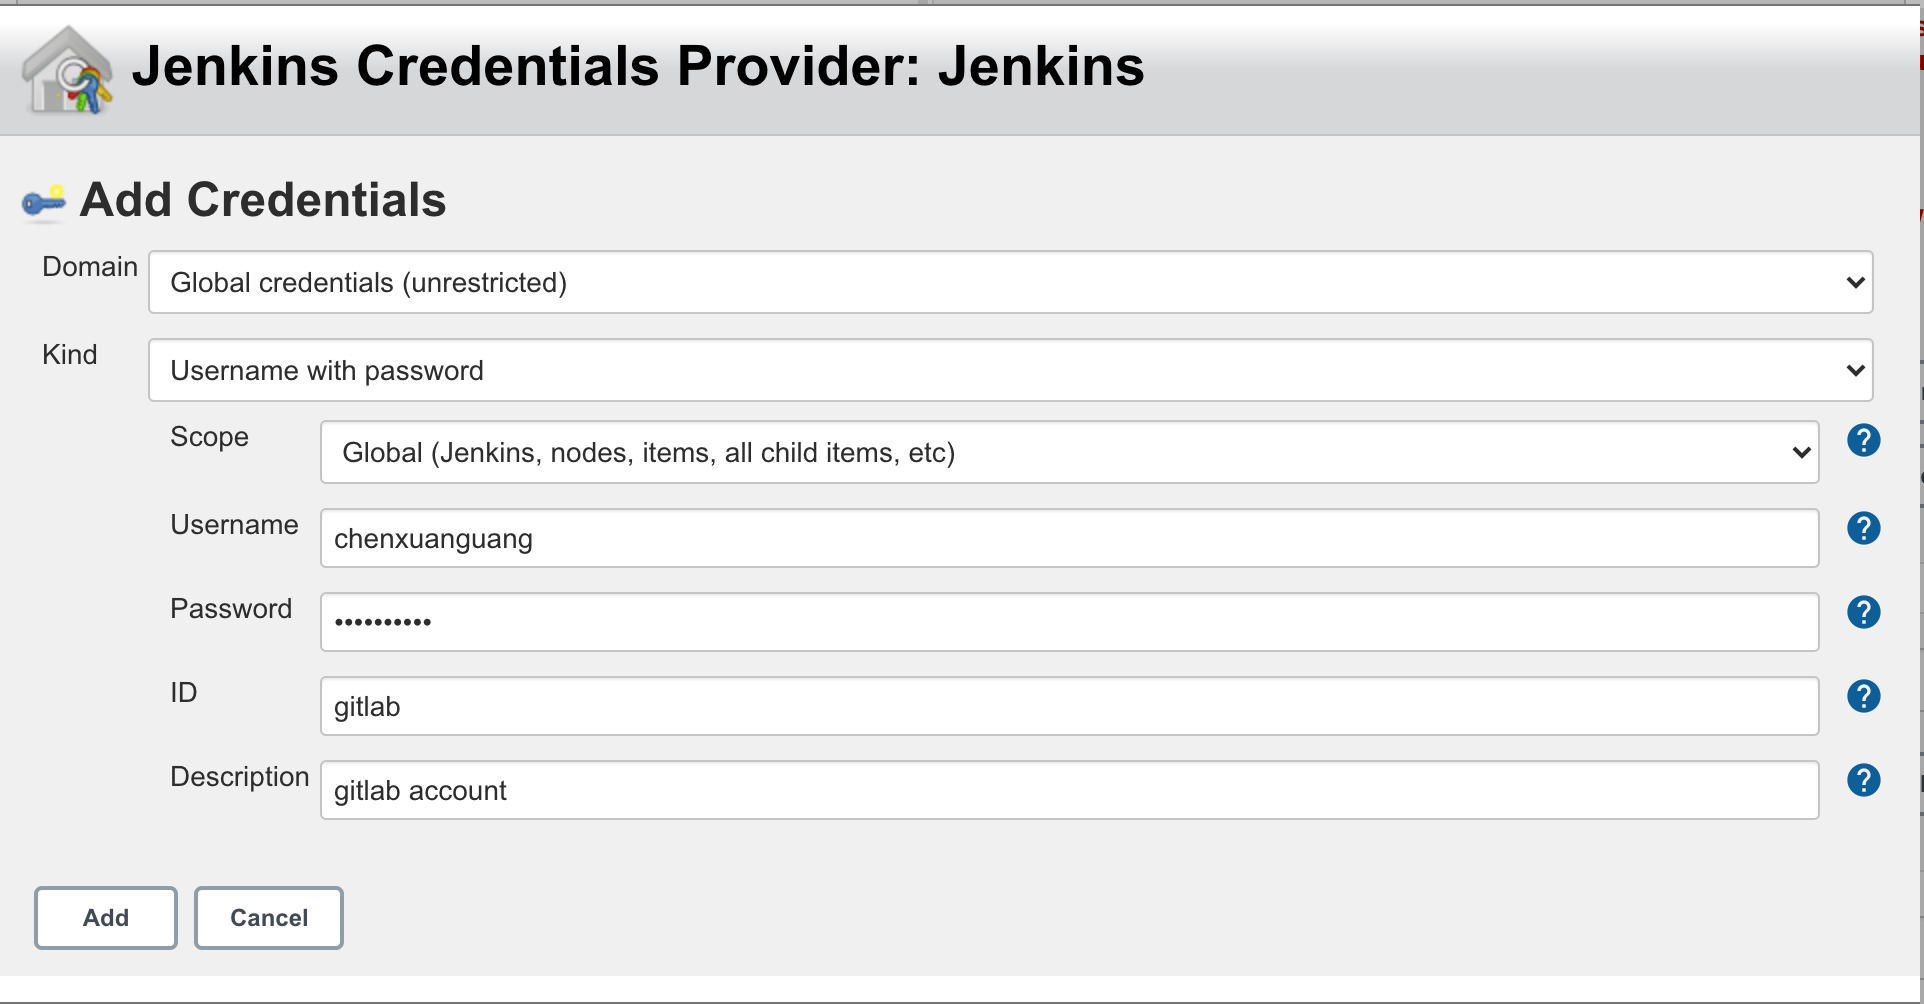 Jenkins Credentials Provider: Jenkins
Add Credentials
Domain
Global credentials (unrestricted)
Kind
Username with password
Scope
Global (Jenkins, nodes, items, all child items, etc)
Username
chenxuanguang
Password
••••••••••
ID
gitlab
Description
gitlab account
Add
Cancel